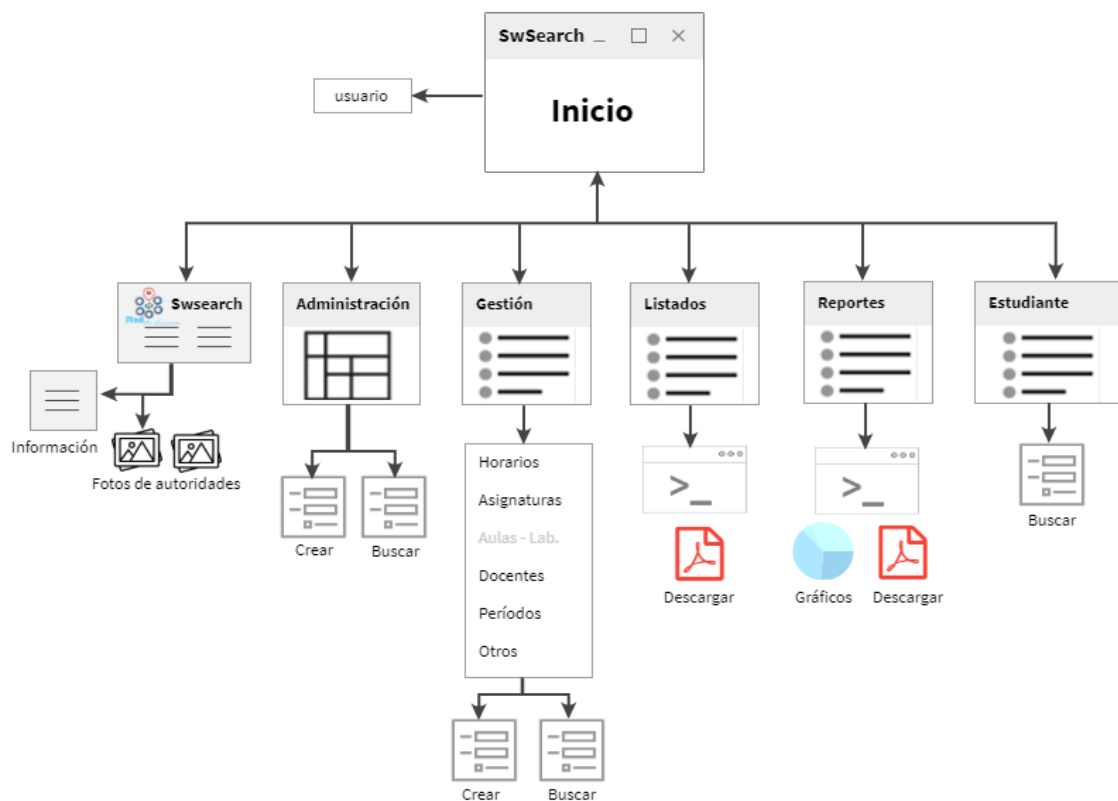 SwSearch
usuario
Inicio
Swsearch
Administración
Gestión
Listados
Reportes
Estudiante
Información
Fotos de autoridades
Crear
Buscar
Horarios
Asignaturas
Aulas - Lab.
Docentes
Períodos
Otros
Crear
Buscar
>_
Descargar
>_
Gráficos
Descargar
Buscar